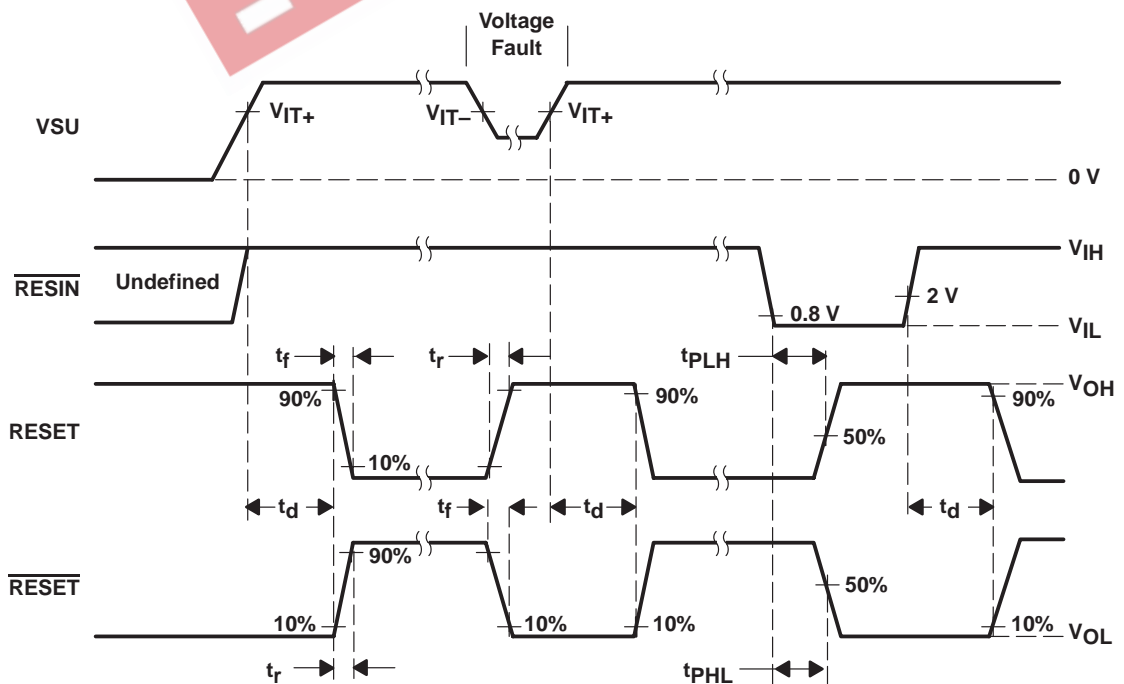 Voltage
Fault
VSU
VIT+
VIT–
VIT+
0 V
RESIN
Undefined
VIH
0.8 V
2 V
VIL
tf
tr
tPLH
RESET
90%
10%
90%
50%
VOH
90%
td
tf
td
td
RESET
90%
10%
10%
10%
50%
10%
VOL
tr
tPHL